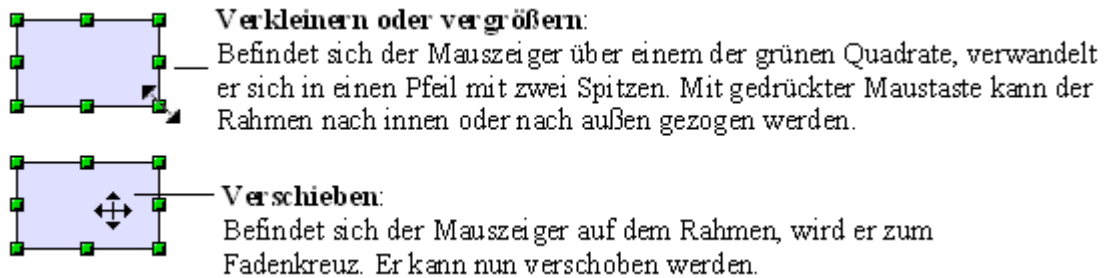 Verkleinern oder vergrößern:
Befindet sich der Mauszeiger über einem der grünen Quadrate, verwandelt
er sich in einen Pfeil mit zwei Spitzen. Mit gedrückter Maustaste kann der
Rahmen nach innen oder nach außen gezogen werden.
Verschieben:
Befindet sich der Mauszeiger auf dem Rahmen, wird er zum
Fadenkreuz. Er kann nun verschoben werden.